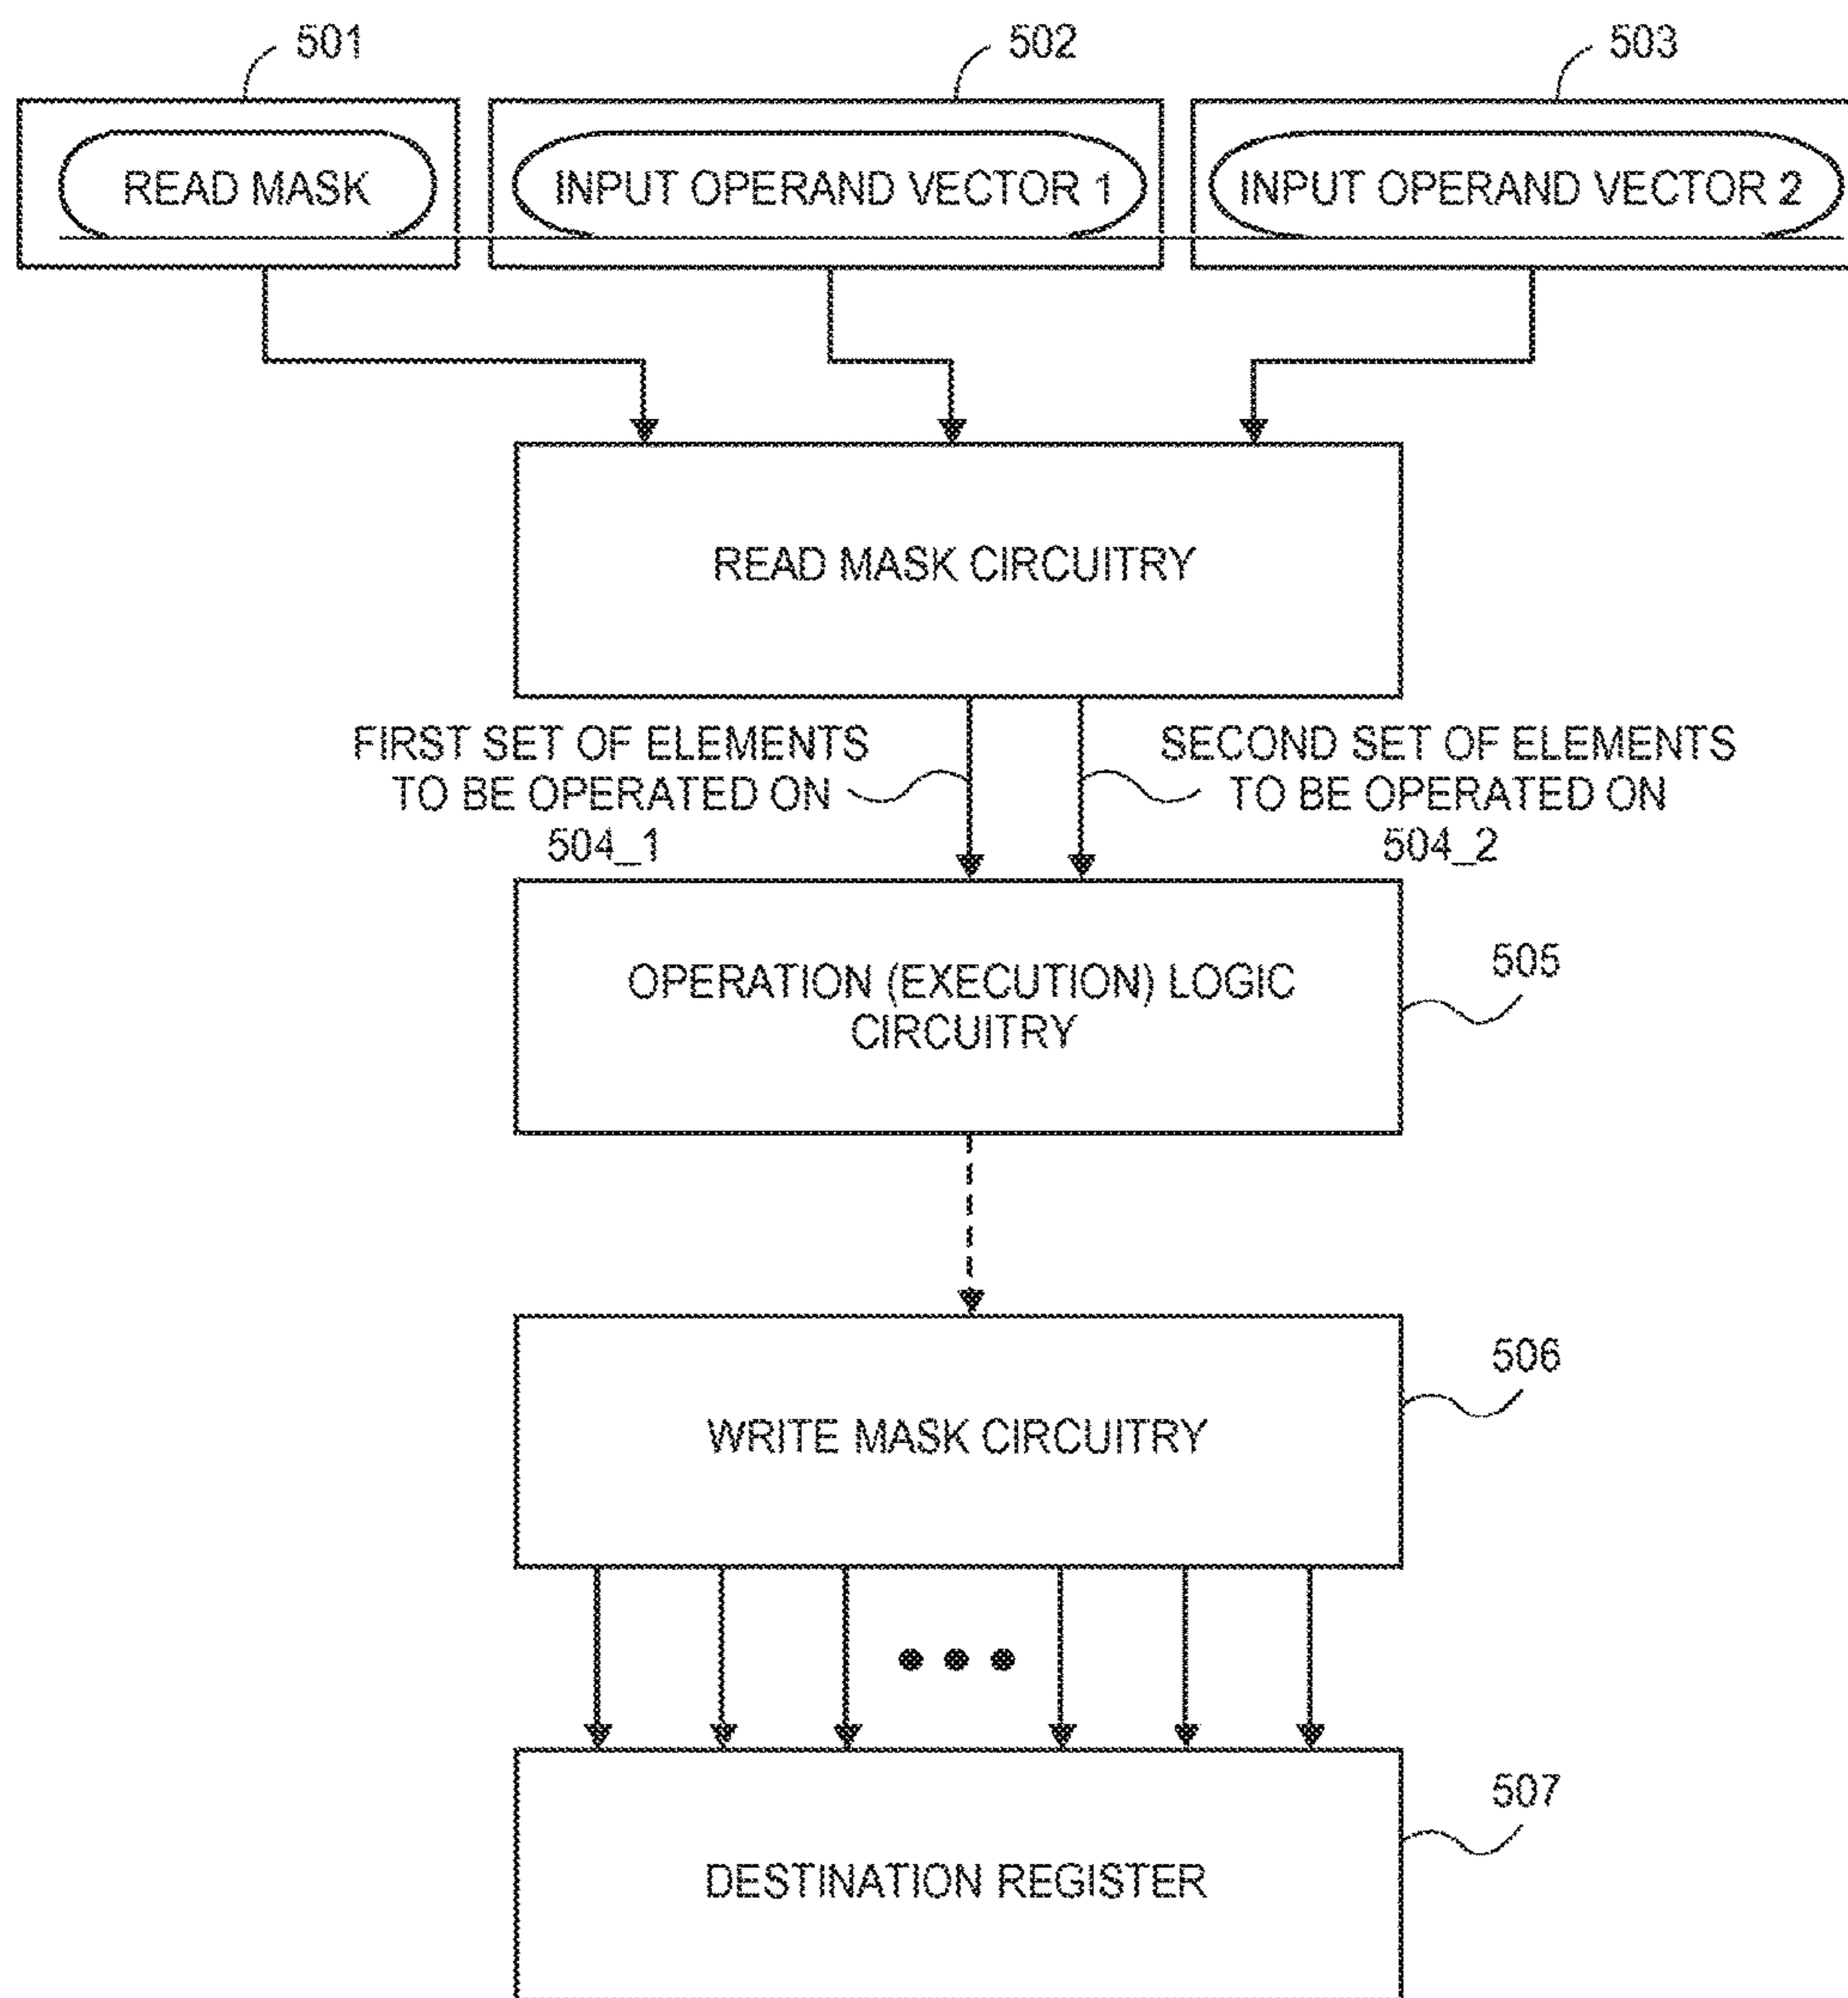 501
502
503
READ MASK
INPUT OPERAND VECTOR 1
INPUT OPERAND VECTOR 2
READ MASK CIRCUITRY
FIRST SET OF ELEMENTS
TO BE OPERATED ON
504_1
SECOND SET OF ELEMENTS
TO BE OPERATED ON
504_2
OPERATION (EXECUTION) LOGIC
CIRCUITRY
505
WRITE MASK CIRCUITRY
506
DESTINATION REGISTER
507